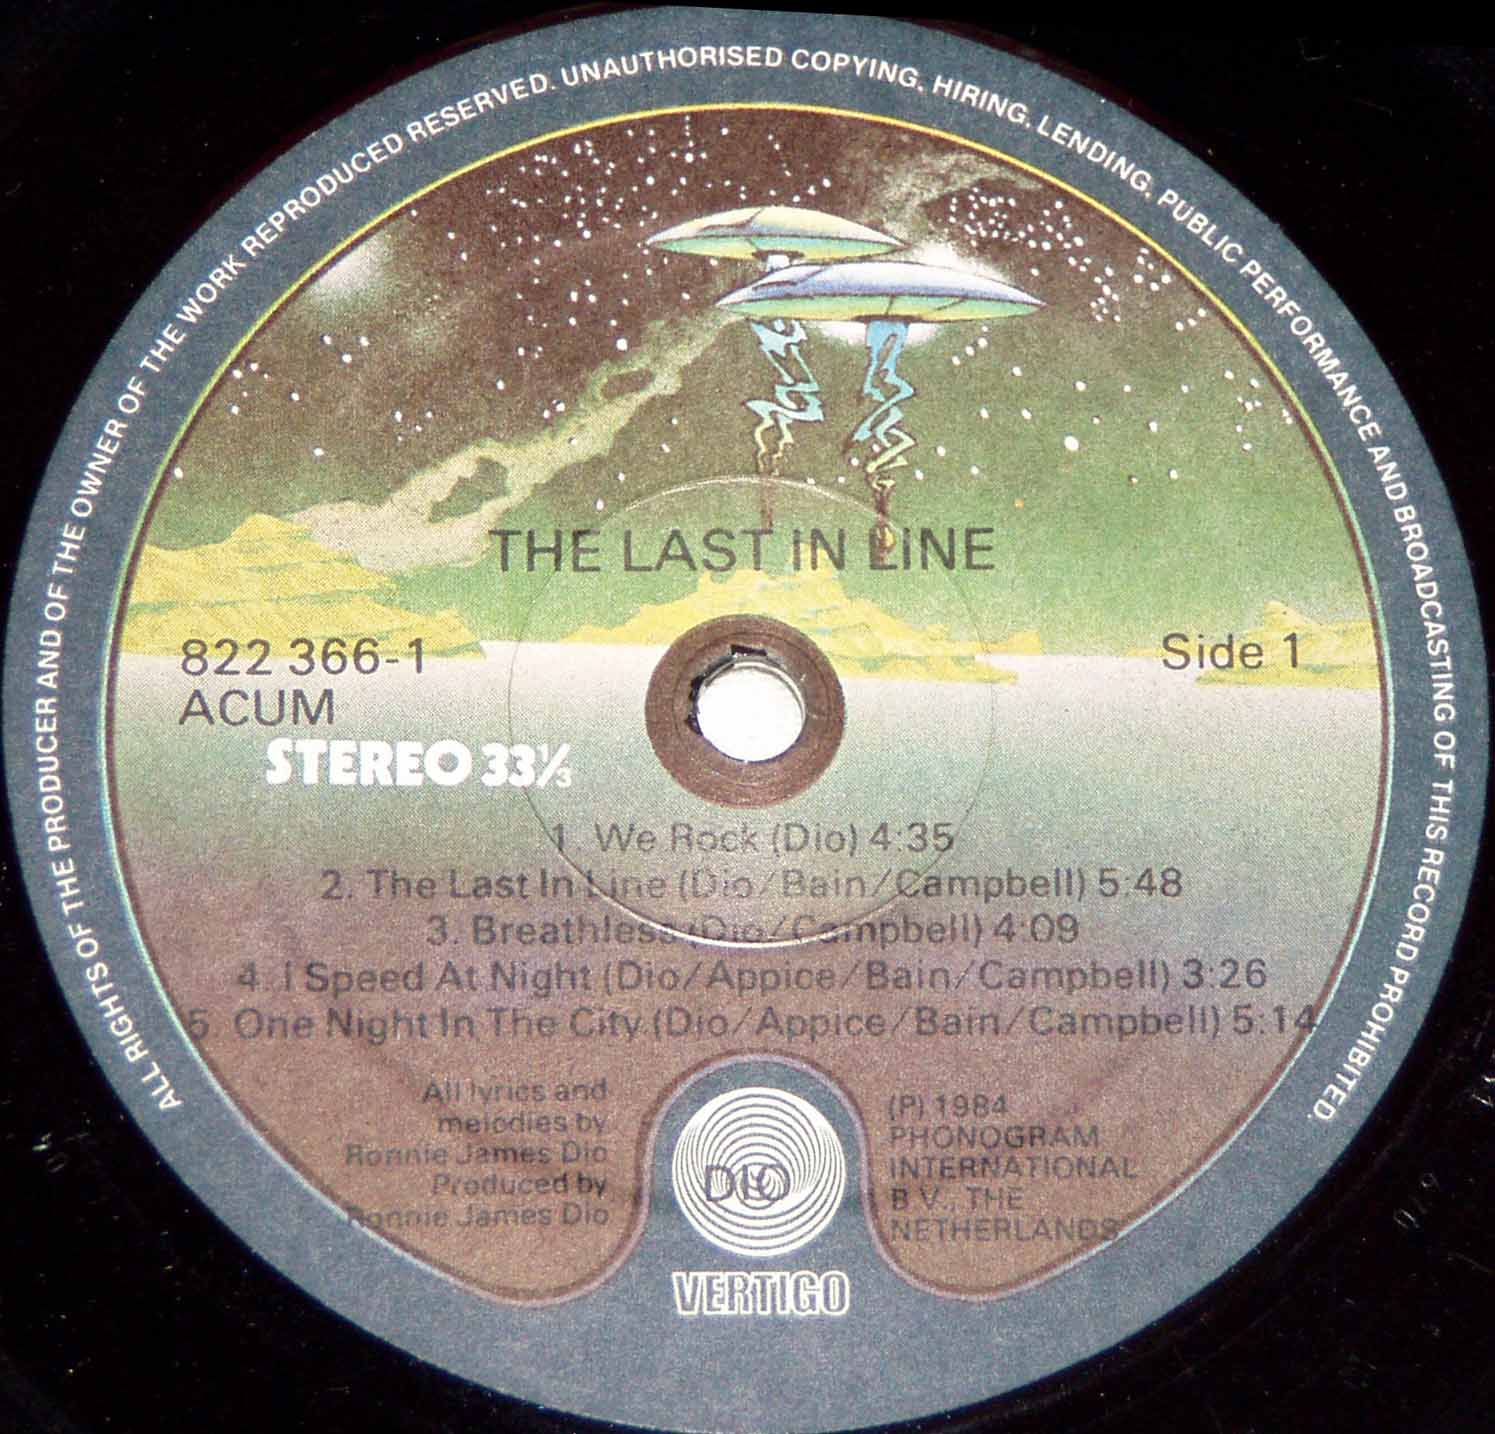 ALL RIGHTS OF THE PRODUCER AND OF THE OWNER OF THE WORK REPRODUCED RESERVED. UNAUTHORISED COPYING, HIRING, LENDING, PUBLIC PERFORMANCE AND BROADCASTING OF THIS RECORD PROHIBITED.
THE LAST IN LINE
822 366-1
ACUM
Side 1
STEREO 33⅓
1. We Rock (Dio) 4:35
2. The Last In Line (Dio/Bain/Campbell) 5:48
3. Breathless (Dio/Campbell) 4:09
4. I Speed At Night (Dio/Appice/Bain/Campbell) 3:26
5. One Night In The City (Dio/Appice/Bain/Campbell) 5:14
All lyrics and
melodies by
Ronnie James Dio
Produced by
Ronnie James Dio
DIO
VERTIGO
(P) 1984
PHONOGRAM
INTERNATIONAL
B.V., THE
NETHERLANDS